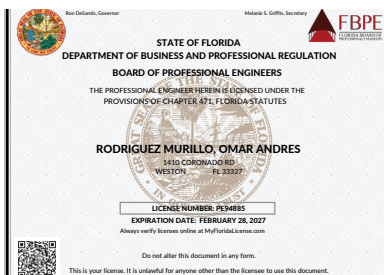 Ron DeSantis, Governor
Melanie S. Griffin, Secretary
FBPE
FLORIDA BOARD OF
PROFESSIONAL ENGINEERS
STATE OF FLORIDA
DEPARTMENT OF BUSINESS AND PROFESSIONAL REGULATION
BOARD OF PROFESSIONAL ENGINEERS
THE PROFESSIONAL ENGINEER HEREIN IS LICENSED UNDER THE
PROVISIONS OF CHAPTER 471, FLORIDA STATUTES
RODRIGUEZ MURILLO, OMAR ANDRES
1410 CORONADO RD
WESTON FL 33327
LICENSE NUMBER: PE94885
EXPIRATION DATE: FEBRUARY 28, 2027
Always verify licenses online at MyFloridaLicense.com
Do not alter this document in any form.
This is your license. It is unlawful for anyone other than the licensee to use this document.